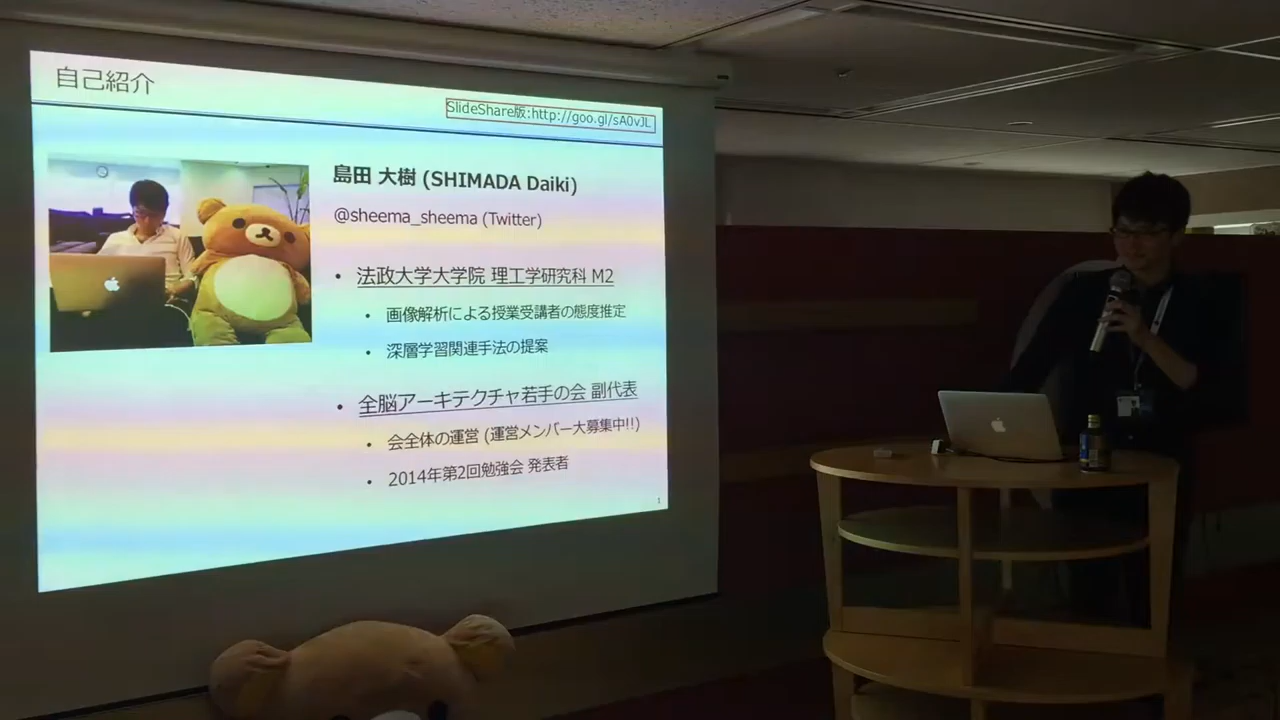 自己紹介
SlideShare版:http://goo.gl/sA0vJL
島田 大樹 (SHIMADA Daiki)
@sheema_sheema (Twitter)
• 法政大学大学院 理工学研究科 M2
• 画像解析による授業受講者の態度推定
• 深層学習関連手法の提案
• 全脳アーキテクチャ若手の会 副代表
• 会全体の運営 (運営メンバー大募集中!!)
• 2014年第2回勉強会 発表者
1